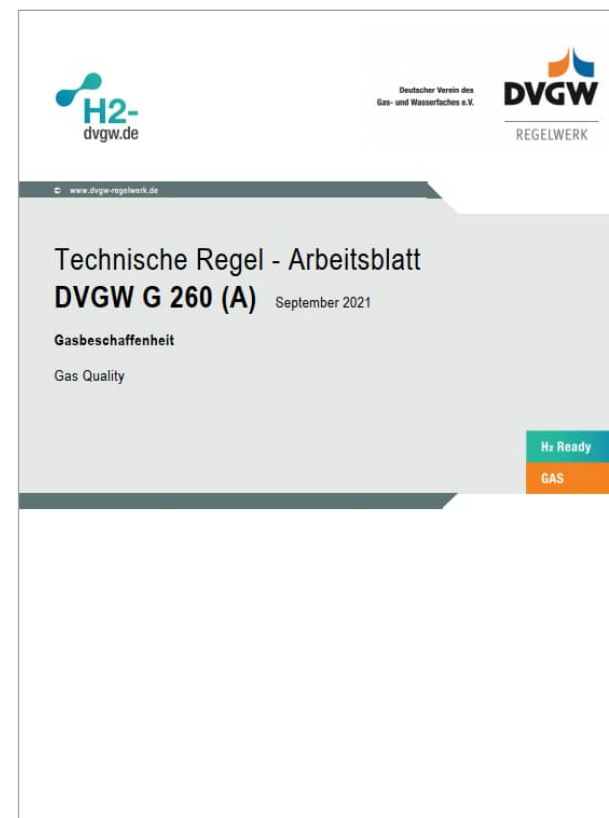 H2-
dvgw.de
Deutscher Verein des
Gas- und Wasserfaches e.V.
DVGW
REGELWERK
www.dvgw-regelwerk.de
Technische Regel - Arbeitsblatt
DVGW G 260 (A) September 2021
Gasbeschaffenheit
Gas Quality
H₂ Ready
GAS